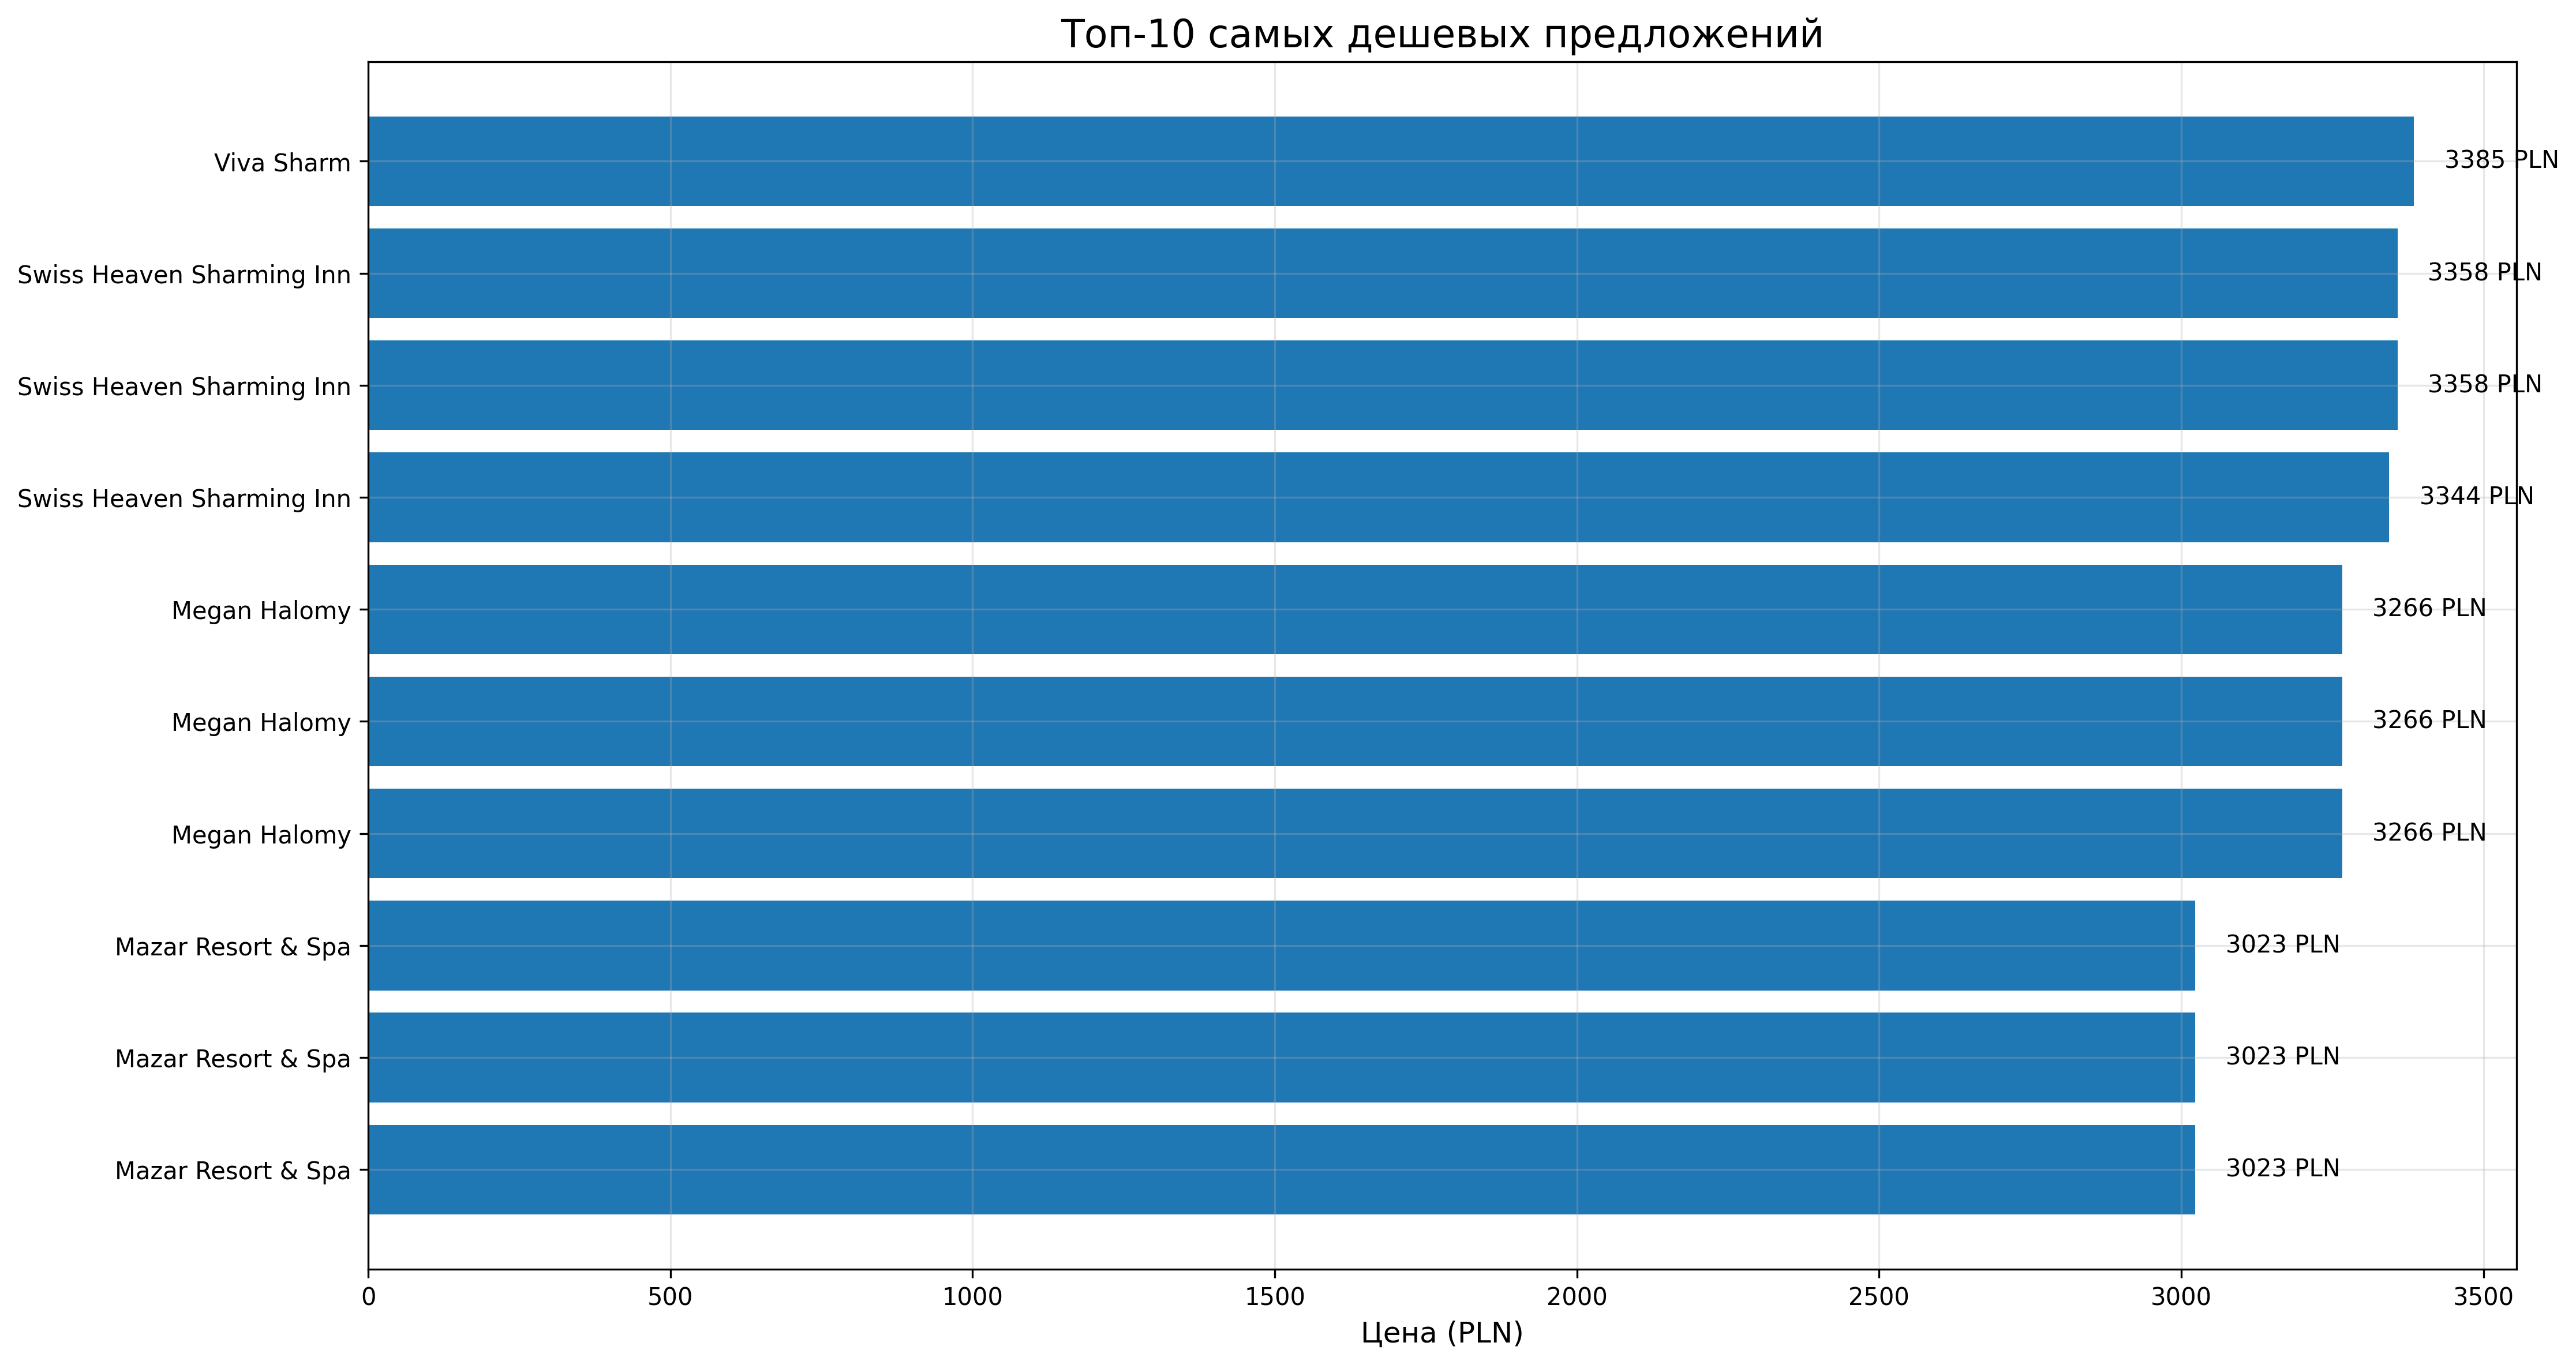 Топ-10 самых дешевых предложений
Viva Sharm 3385 PLN
Swiss Heaven Sharming Inn 3358 PLN
Swiss Heaven Sharming Inn 3358 PLN
Swiss Heaven Sharming Inn 3344 PLN
Megan Halomy 3266 PLN
Megan Halomy 3266 PLN
Megan Halomy 3266 PLN
Mazar Resort & Spa 3023 PLN
Mazar Resort & Spa 3023 PLN
Mazar Resort & Spa 3023 PLN
0 500 1000 1500 2000 2500 3000 3500
Цена (PLN)